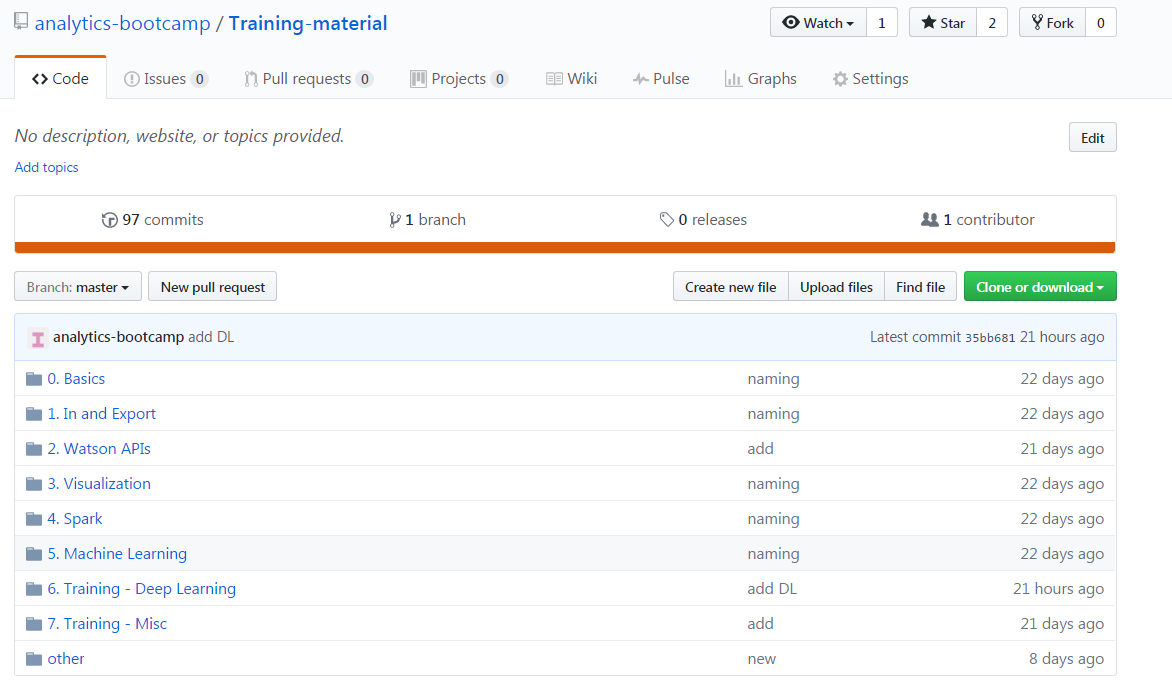 analytics-bootcamp / Training-material
Watch 1 Star 2 Fork 0
Code Issues 0 Pull requests 0 Projects 0 Wiki Pulse Graphs Settings
No description, website, or topics provided.
Edit
Add topics
97 commits 1 branch 0 releases 1 contributor
Branch: master New pull request Create new file Upload files Find file Clone or download
analytics-bootcamp add DL Latest commit 35bb681 21 hours ago
0. Basics naming 22 days ago
1. In and Export naming 22 days ago
2. Watson APIs add 21 days ago
3. Visualization naming 22 days ago
4. Spark naming 22 days ago
5. Machine Learning naming 22 days ago
6. Training - Deep Learning add DL 21 hours ago
7. Training - Misc add 21 days ago
other new 8 days ago